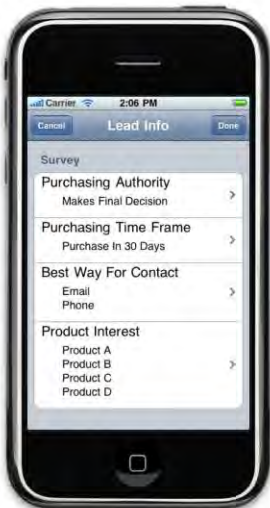 Carrier 2:06 PM
Cancel Lead Info Done
Survey
Purchasing Authority
Makes Final Decision
Purchasing Time Frame
Purchase In 30 Days
Best Way For Contact
Email
Phone
Product Interest
Product A
Product B
Product C
Product D